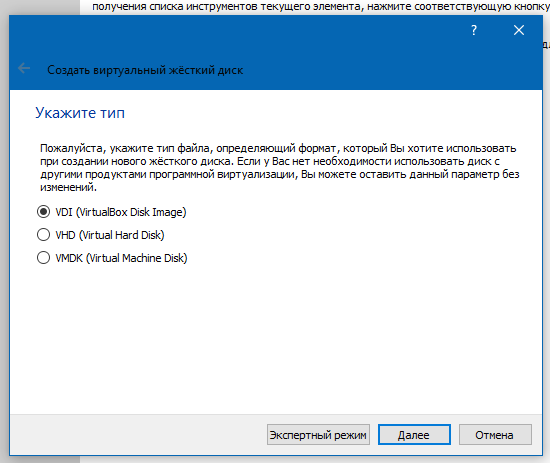 получения списка инструментов текущего элемента, нажмите соответствующую кнопку
?
Создать виртуальный жёсткий диск
Укажите тип
Пожалуйста, укажите тип файла, определяющий формат, который Вы хотите использовать
при создании нового жёсткого диска. Если у Вас нет необходимости использовать диск с
другими продуктами программной виртуализации, Вы можете оставить данный параметр без
изменений.
VDI (VirtualBox Disk Image)
VHD (Virtual Hard Disk)
VMDK (Virtual Machine Disk)
Экспертный режим
Далее
Отмена